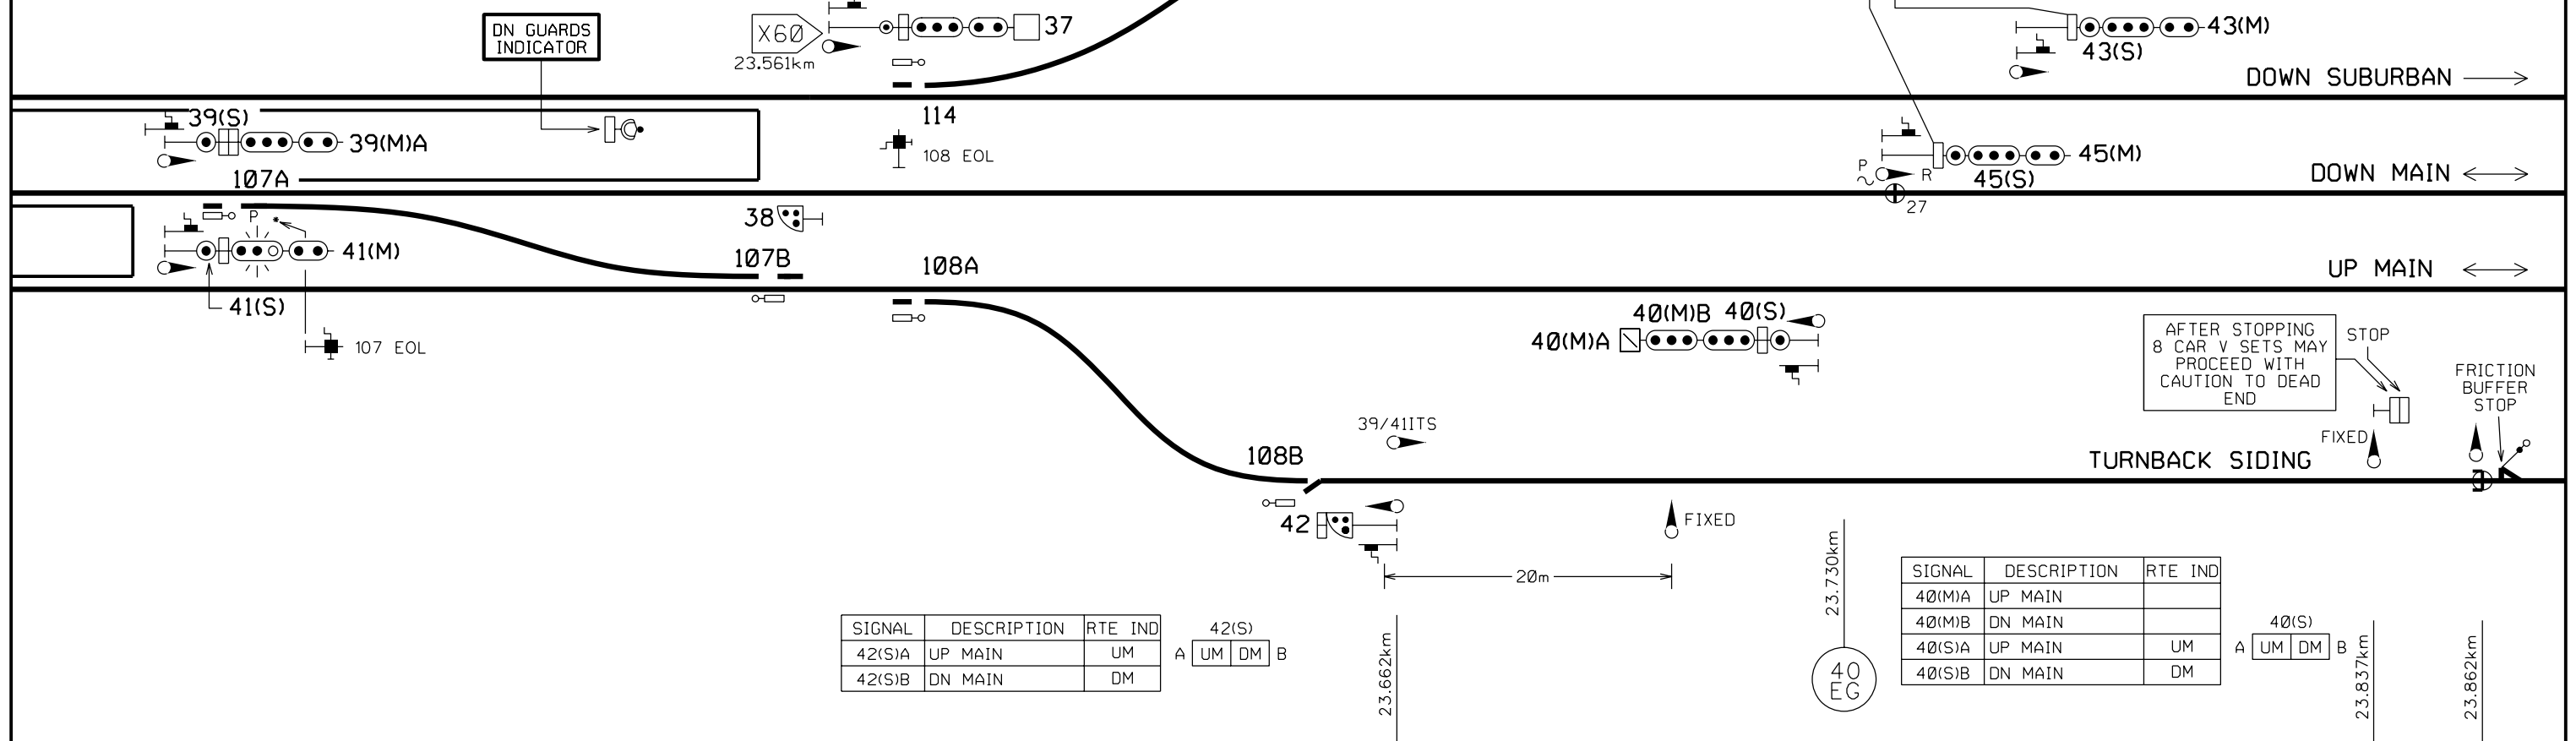 DN GUARDS
INDICATOR
X60
23.561km
37
43(M)
43(S)
DOWN SUBURBAN
39(S)
39(M)A
114
108 EOL
45(M)
P
R
45(S)
DOWN MAIN
27
107A
P
*
41(M)
41(S)
107 EOL
38
107B
108A
UP MAIN
40(M)A
40(M)B
40(S)
AFTER STOPPING
8 CAR V SETS MAY
PROCEED WITH
CAUTION TO DEAD
END
STOP
FRICTION
BUFFER
STOP
FIXED
39/41ITS
108B
TURNBACK SIDING
42
FIXED
20m
23.662km
23.730km
40
EG
23.837km
23.862km
SIGNAL DESCRIPTION RTE IND
42(S)A UP MAIN UM
42(S)B DN MAIN DM
42(S)
A UM DM B
SIGNAL DESCRIPTION RTE IND
40(M)A UP MAIN
40(M)B DN MAIN
40(S)A UP MAIN UM
40(S)B DN MAIN DM
40(S)
A UM DM B